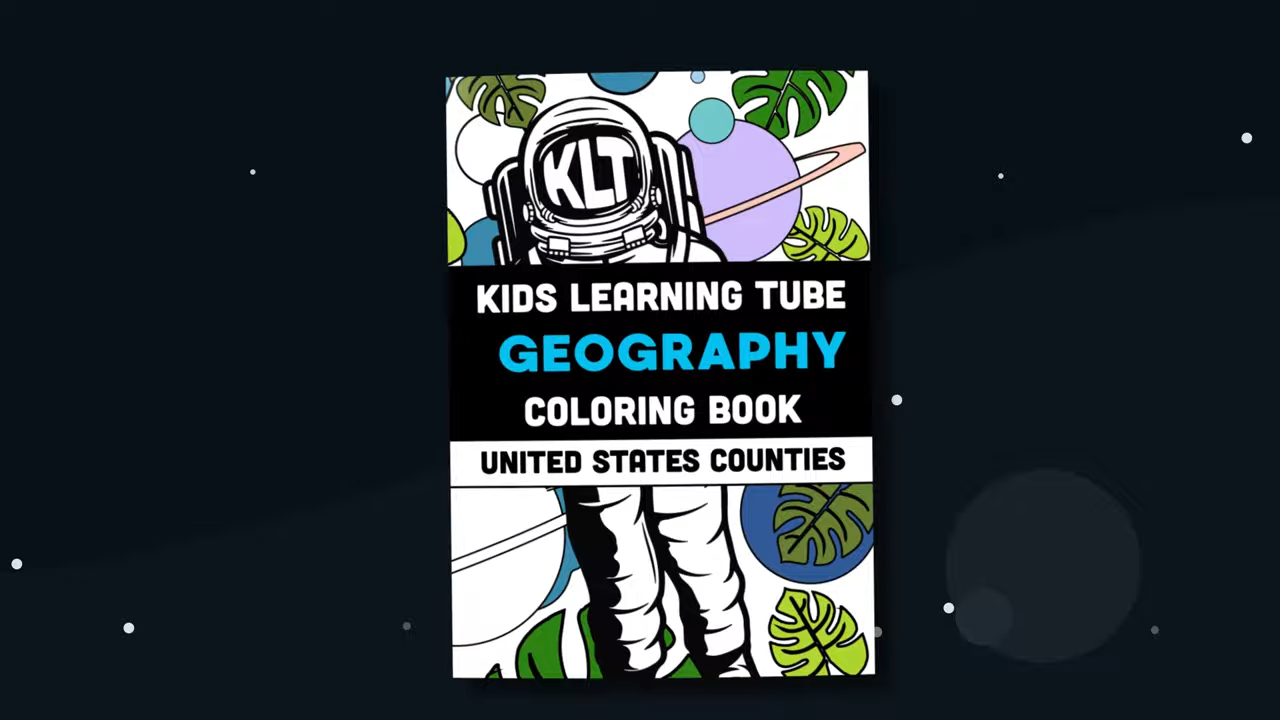 KLT
KIDS LEARNING TUBE
GEOGRAPHY
COLORING BOOK
UNITED STATES COUNTIES